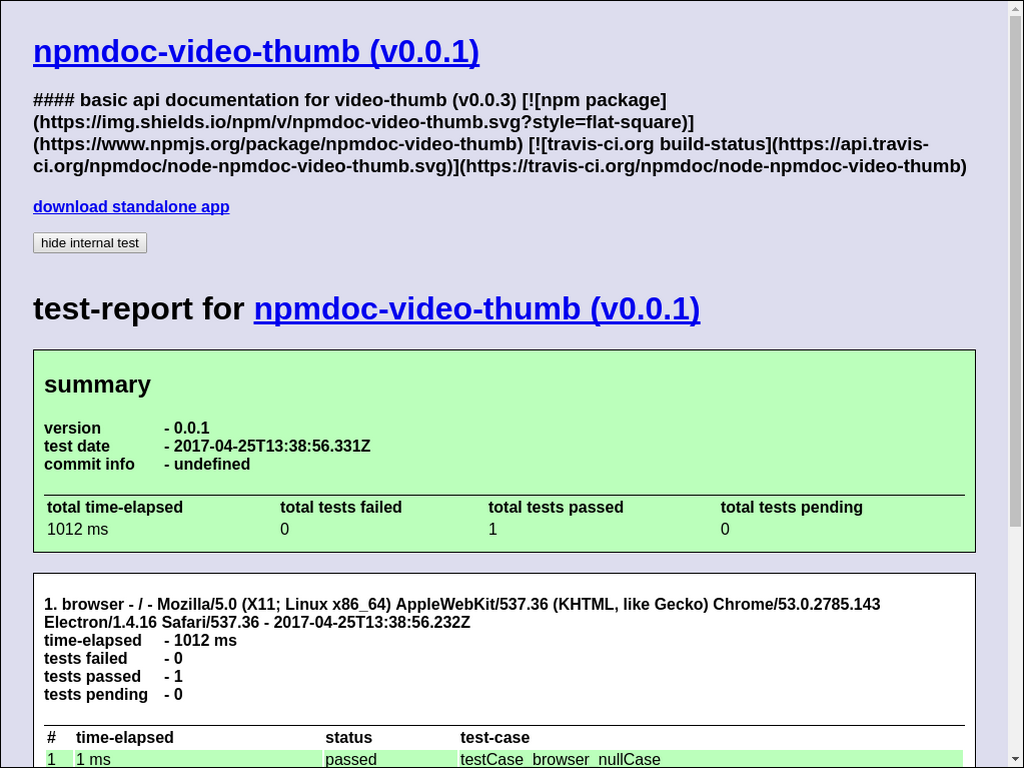 npmdoc-video-thumb (v0.0.1)
#### basic api documentation for video-thumb (v0.0.3) [![npm package]
(https://img.shields.io/npm/v/npmdoc-video-thumb.svg?style=flat-square)]
(https://www.npmjs.org/package/npmdoc-video-thumb) [![travis-ci.org build-status](https://api.travis-
ci.org/npmdoc/node-npmdoc-video-thumb.svg)](https://travis-ci.org/npmdoc/node-npmdoc-video-thumb)
download standalone app
hide internal test
test-report for npmdoc-video-thumb (v0.0.1)
summary
version - 0.0.1
test date - 2017-04-25T13:38:56.331Z
commit info - undefined
total time-elapsed total tests failed total tests passed total tests pending
1012 ms 0 1 0
1. browser - / - Mozilla/5.0 (X11; Linux x86_64) AppleWebKit/537.36 (KHTML, like Gecko) Chrome/53.0.2785.143
Electron/1.4.16 Safari/537.36 - 2017-04-25T13:38:56.232Z
time-elapsed - 1012 ms
tests failed - 0
tests passed - 1
tests pending - 0
# time-elapsed status test-case
1 1 ms passed testCase_browser_nullCase